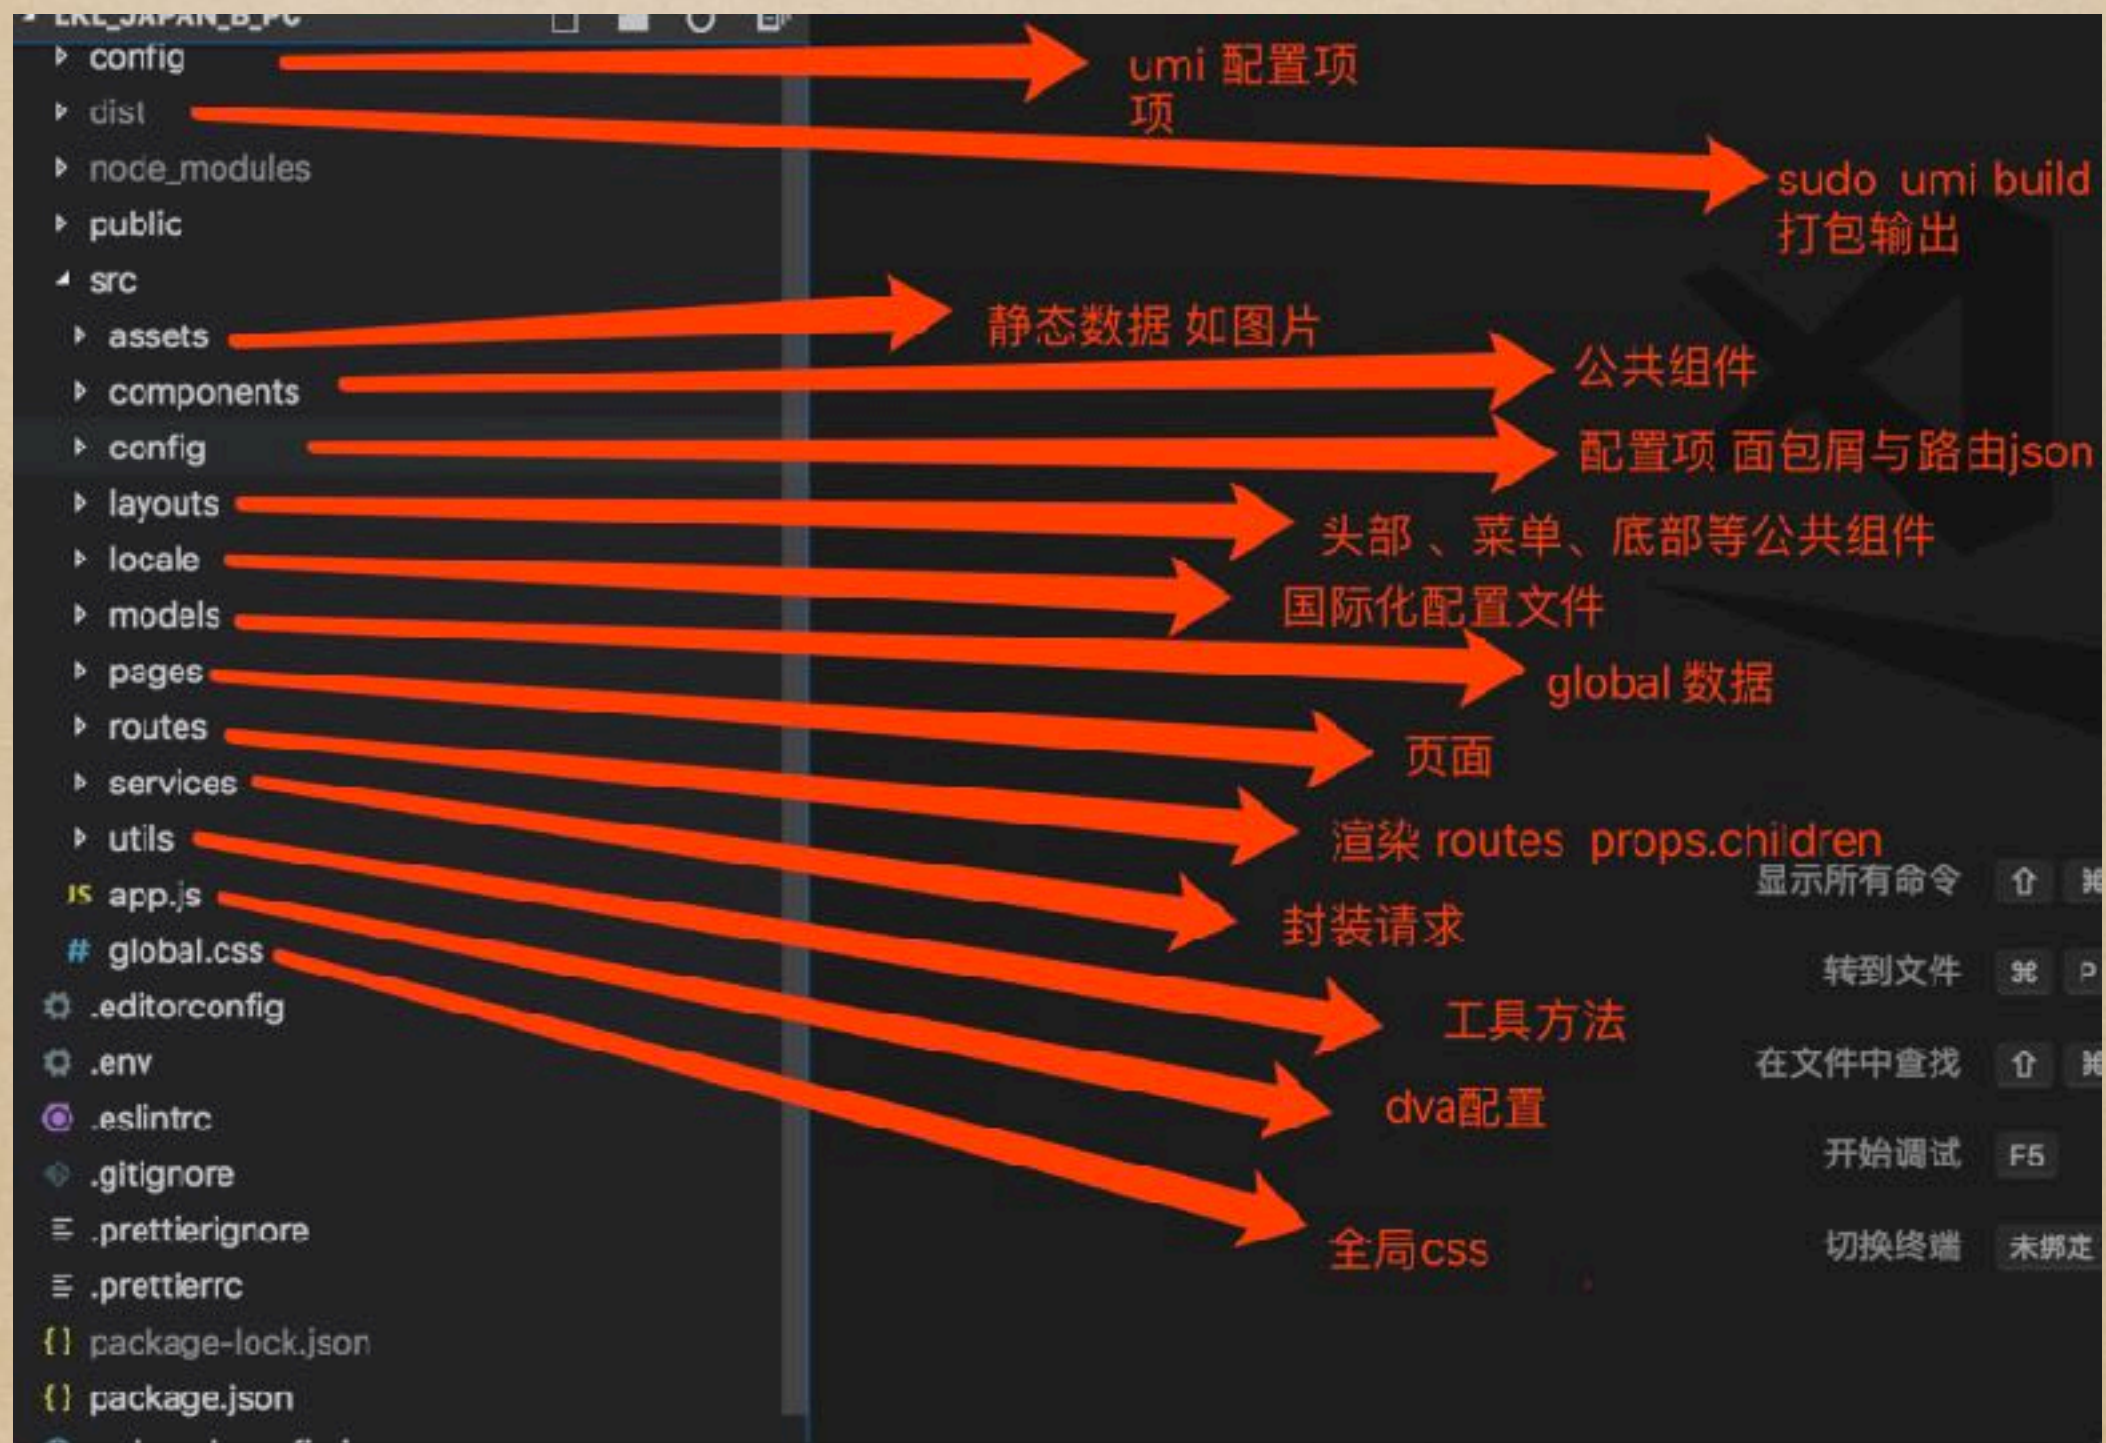 LKL_JAPAN_B_PC
config
umi 配置项
项
dist
sudo umi build
打包输出
node_modules
public
src
assets
静态数据 如图片
components
公共组件
config
配置项 面包屑与路由json
layouts
头部 、菜单、底部等公共组件
locale
国际化配置文件
models
global 数据
pages
页面
routes
渲染 routes props.children
services
封装请求
utils
工具方法
JS app.js
dva配置
# global.css
全局css
.editorconfig
.env
.eslintrc
.gitignore
.prettierignore
.prettierrc
{} package-lock.json
{} package.json
显示所有命令 ⇧ ⌘
转到文件 ⌘ P
在文件中查找 ⇧ ⌘
开始调试 F5
切换终端 未绑定